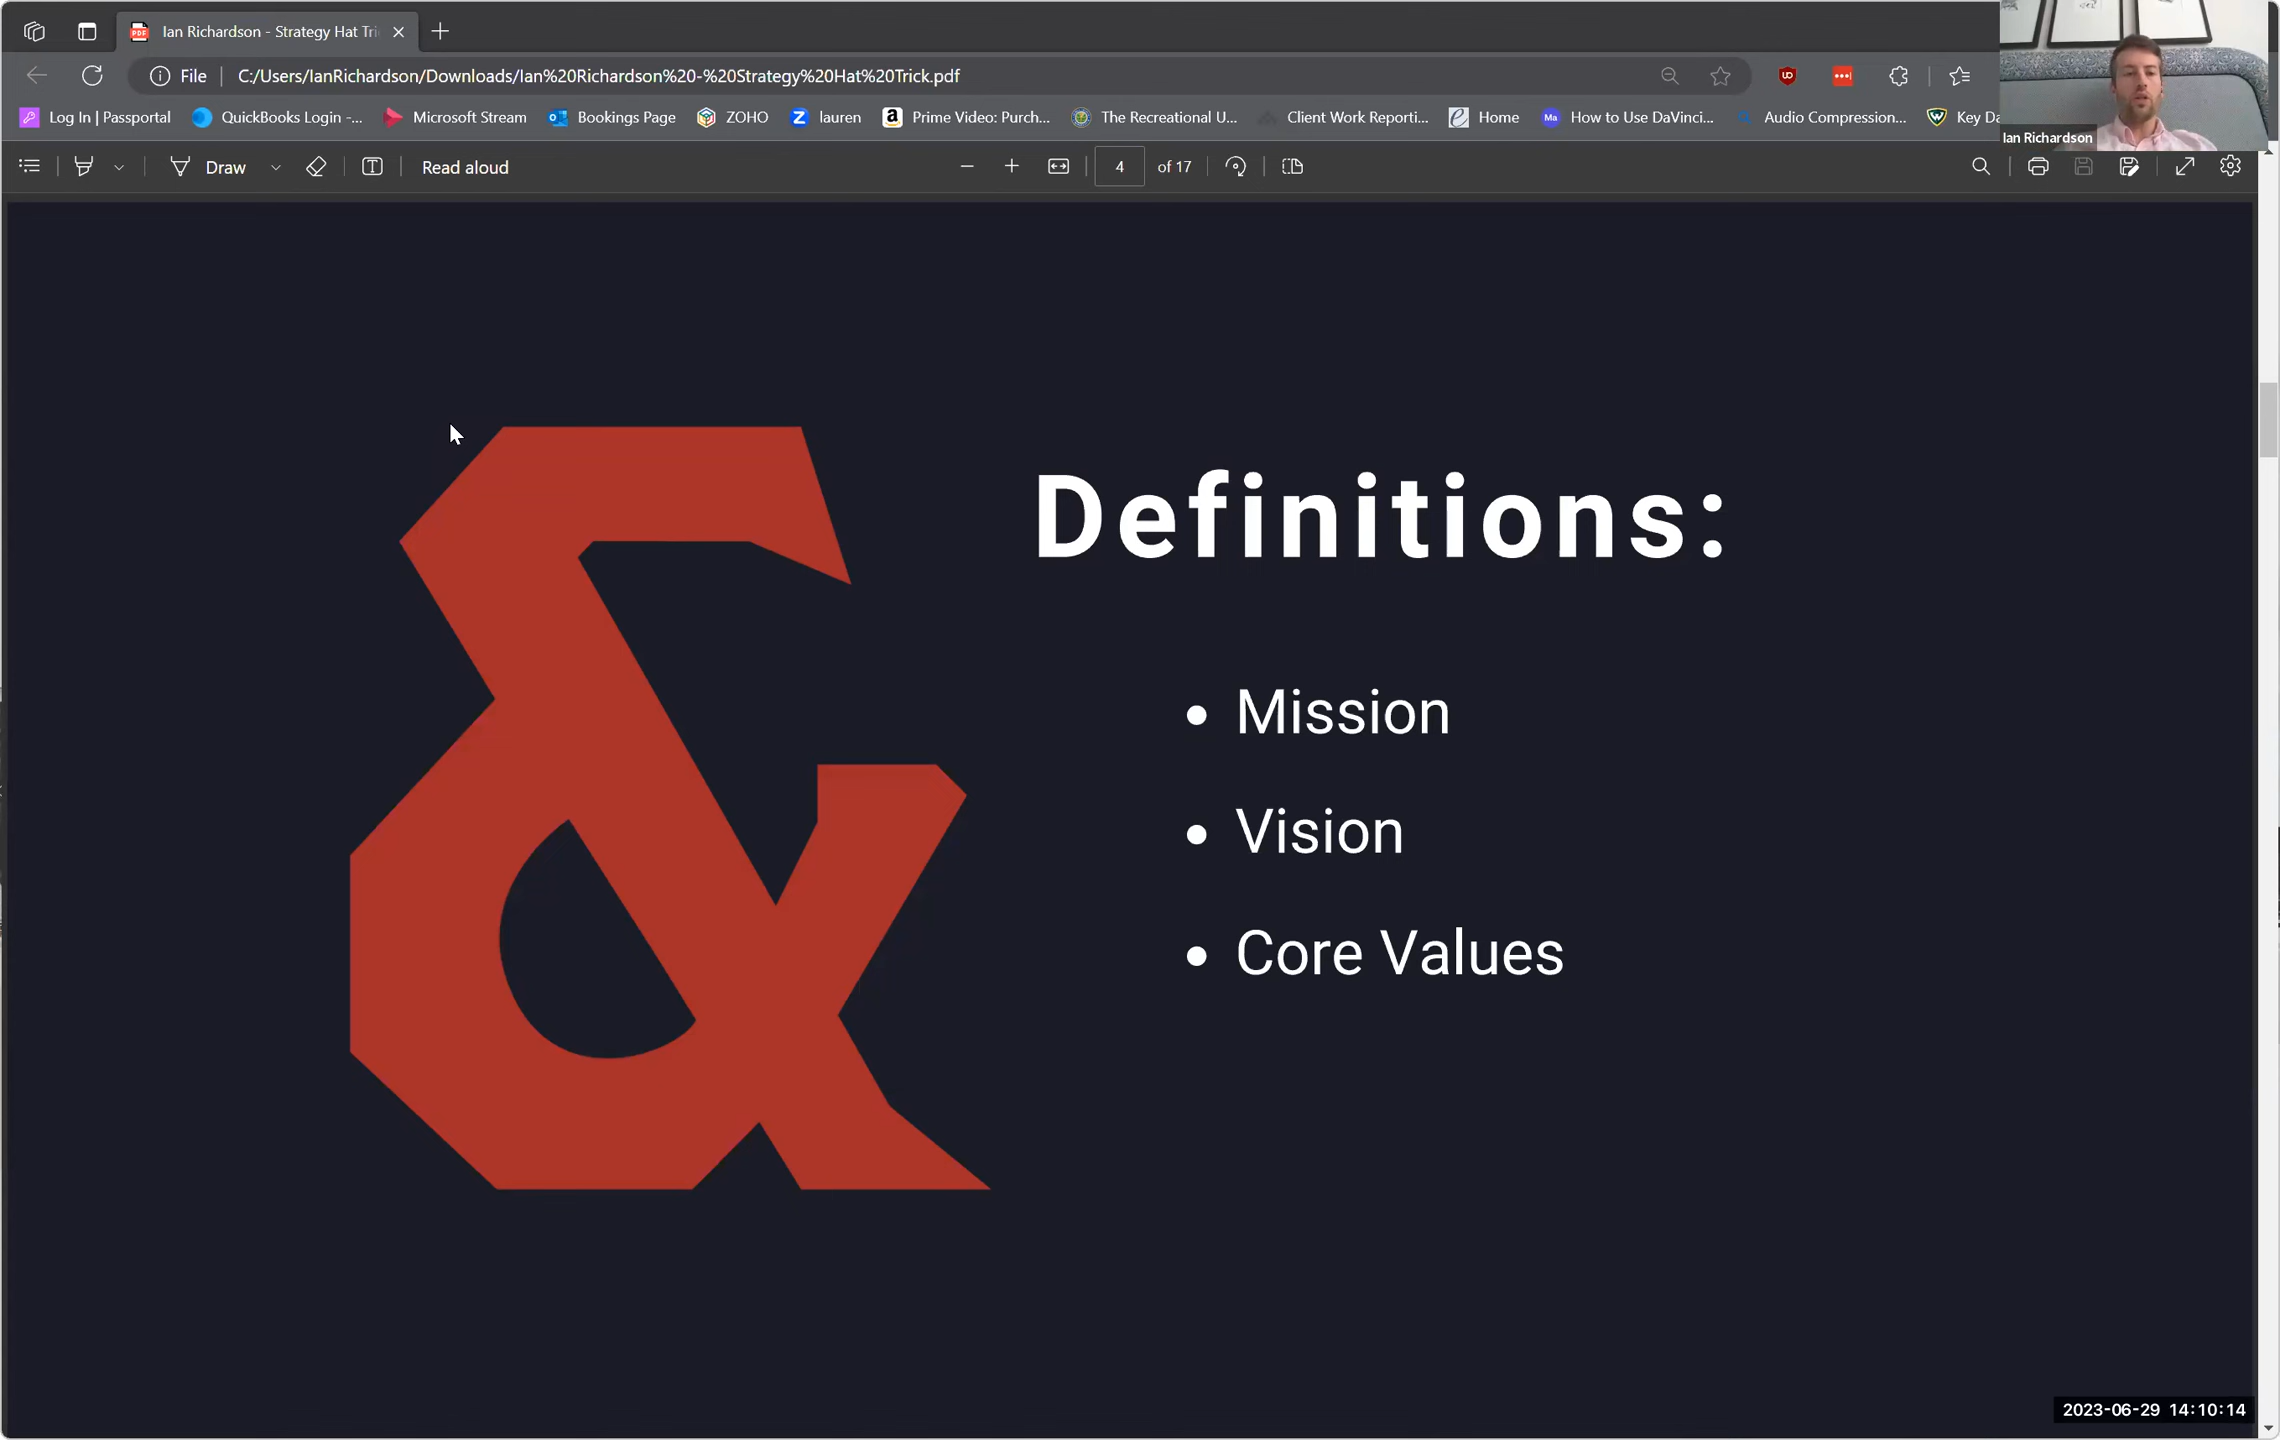 Ian Richardson - Strategy Hat Tri
File
C:/Users/IanRichardson/Downloads/Ian%20Richardson%20-%20Strategy%20Hat%20Trick.pdf
Log In | Passportal
QuickBooks Login -...
Microsoft Stream
Bookings Page
ZOHO
lauren
Prime Video: Purch...
The Recreational U...
Client Work Reporti...
Home
How to Use DaVinci...
Audio Compression...
Key Da
Ian Richardson
Draw
Read aloud
4 of 17
&
Definitions:
• Mission
• Vision
• Core Values
2023-06-29 14:10:14